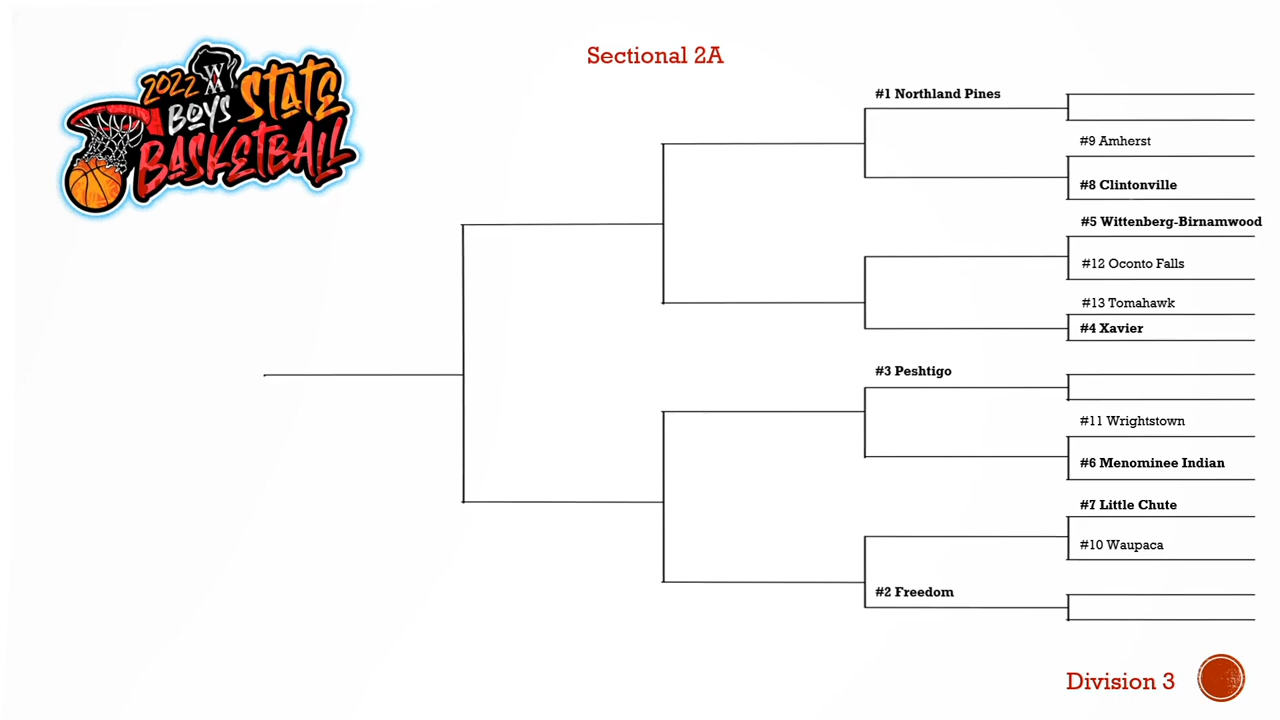 Sectional 2A
2022 WIAA
BOYS STATE
BASKETBALL
#1 Northland Pines
#9 Amherst
#8 Clintonville
#5 Wittenberg-Birnamwood
#12 Oconto Falls
#13 Tomahawk
#4 Xavier
#3 Peshtigo
#11 Wrightstown
#6 Menominee Indian
#7 Little Chute
#10 Waupaca
#2 Freedom
Division 3